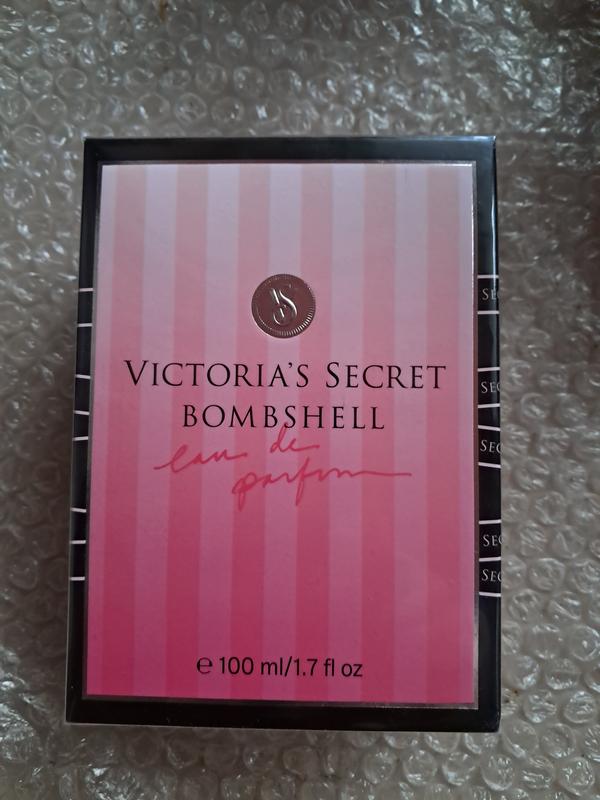 VS
VICTORIA'S SECRET
BOMBSHELL
eau de
parfum
℮ 100 ml/1.7 fl oz
SEC
SEC
SEC
SEC
SEC